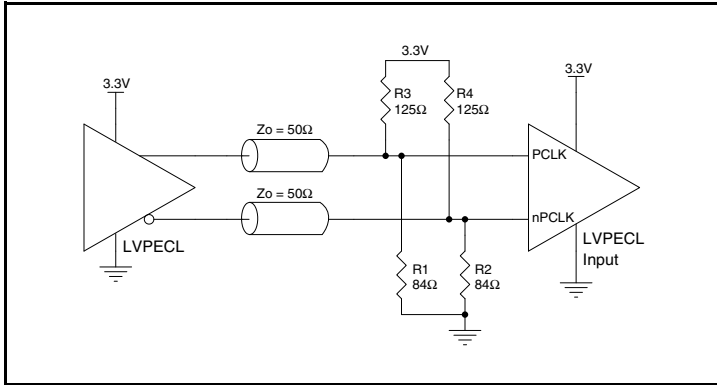 3.3V
3.3V
3.3V
R3
125Ω
R4
125Ω
Zo = 50Ω
PCLK
Zo = 50Ω
nPCLK
LVPECL
LVPECL
Input
R1
84Ω
R2
84Ω